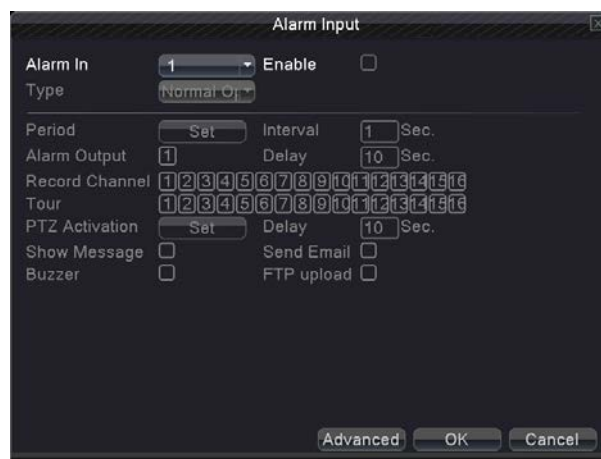 Alarm Input
Alarm In 1 Enable
Type Normal Op
Period Set Interval 1 Sec.
Alarm Output 1 Delay 10 Sec.
Record Channel 1 2 3 4 5 6 7 8 9 10 11 12 13 14 15 16
Tour 1 2 3 4 5 6 7 8 9 10 11 12 13 14 15 16
PTZ Activation Set Delay 10 Sec.
Show Message Send Email
Buzzer FTP upload
Advanced OK Cancel